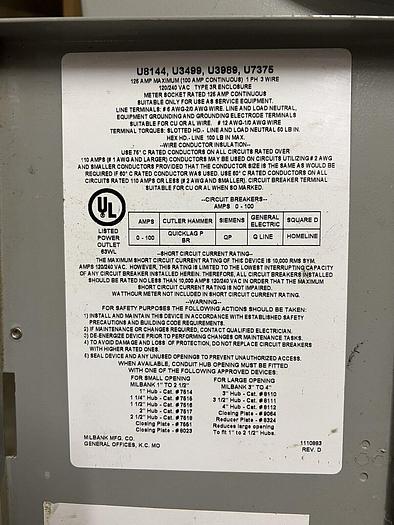 U8144, U3499, U3989, U7375
125 AMP MAXIMUM (100 AMP CONTINUOUS) 1 PH 3 WIRE
120/240 VAC TYPE 3R ENCLOSURE
METER SOCKET RATED 125 AMP CONTINUOUS
SUITABLE ONLY FOR USE AS SERVICE EQUIPMENT.
LINE TERMINALS: # 6 AWG-2/0 AWG WIRE. LINE AND LOAD NEUTRAL,
EQUIPMENT GROUNDING AND GROUNDING ELECTRODE TERMINALS
SUITABLE FOR CU OR AL WIRE. # 12 AWG-1/0 AWG WIRE
TERMINAL TORQUES: SLOTTED HD.- LINE AND LOAD NEUTRAL 50 LB IN.
HEX HD.- LINE 100 LB IN MAX.
--WIRE CONDUCTOR INSULATION--
USE 75° C RATED CONDUCTORS ON ALL CIRCUITS RATED OVER
110 AMPS (# 1 AWG AND LARGER) CONDUCTORS MAY BE USED ON CIRCUITS UTILIZING # 2 AWG
AND SMALLER CONDUCTORS PROVIDED THAT THE CONDUCTOR SIZE IS THE SAME AS WOULD BE
REQUIRED IF 60° C RATED CONDUCTOR WAS USED. USE 60° C RATED CONDUCTORS ON ALL
CIRCUITS RATED 110 AMPS OR LESS (# 2 AWG AND SMALLER). CIRCUIT BREAKER TERMINAL
SUITABLE FOR CU OR AL WHEN SO MARKED.
UL
LISTED
POWER
OUTLET
53WL
--CIRCUIT BREAKERS--
AMPS 0 - 100
AMPS CUTLER HAMMER SIEMENS GENERAL ELECTRIC SQUARE D
0 - 100 QUICKLAG P BR QP Q LINE HOMELINE
--SHORT CIRCUIT CURRENT RATING--
THE MAXIMUM SHORT CIRCUIT CURRENT RATING OF THIS DEVICE IS 10,000 RMS SYM.
AMPS 120/240 VAC. HOWEVER, THIS RATING IS LIMITED TO THE LOWEST INTERRUPTING CAPACITY
OF ANY CIRCUIT BREAKER INSTALLED HEREIN. THEREFORE, ALL CIRCUIT BREAKERS INSTALLED
SHOULD BE RATED NO LESS THAN 10,000 AMPS 120/240 VAC IN ORDER THAT THE MAXIMUM
SHORT CIRCUIT CURRENT RATING IS NOT IMPAIRED.
WATTHOUR METER NOT INCLUDED IN SHORT CIRCUIT CURRENT RATING.
--WARNING--
FOR SAFETY PURPOSES THE FOLLOWING ACTIONS SHOULD BE TAKEN:
1) INSTALL AND MAINTAIN THIS DEVICE IN ACCORDANCE WITH ESTABLISHED SAFETY
PRECAUTIONS AND INDUSTRY PRACTICES.
2) IF MAINTENANCE OR CHANGES REQUIRED, CONTACT QUALIFIED ELECTRICIAN.
3) DE-ENERGIZE DEVICE PRIOR TO PERFORMING CHANGES OR MAINTENANCE TASKS.
4) TO AVOID DAMAGE AND LOSS OF PROTECTION, DO NOT REPLACE CIRCUIT BREAKERS
WITH HIGHER RATED ONES.
5) SEAL DEVICE AND ANY UNUSED OPENINGS TO PREVENT UNAUTHORIZED ACCESS.
WHEN AVAILABLE, CONDUIT HUB OPENING MUST BE FITTED
WITH ONE OF THE FOLLOWING APPROVED DEVICES:
FOR SMALL OPENING
MILBANK 1" TO 2 1/2"
1" Hub - Cat. # 7514
1 1/4" Hub - Cat. # 7515
1 1/2" Hub - Cat. # 7516
2" Hub - Cat. # 7517
2 1/2" Hub - Cat. # 7518
Closing Plate - # 7551
Closing Plate - # 6023
FOR LARGE OPENING
MILBANK 3" TO 4"
3" Hub - Cat. # 8110
3 1/2" Hub - Cat. # 8111
4" Hub - Cat. # 8112
Closing Plate - # 9064
Reducer Plate - # 8324
Reduces large opening
To fit 1" to 2 1/2" Hubs.
MILBANK MFG. CO.
GENERAL OFFICES, K.C. MO
1110993
REV. D